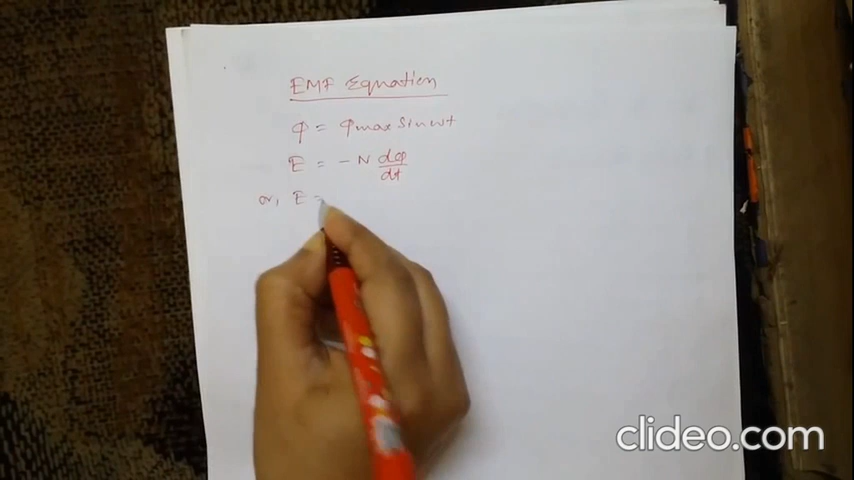 EMF Equation
φ = φmax Sin ωt
E = - N dφ/dt
or, E =
clideo.com